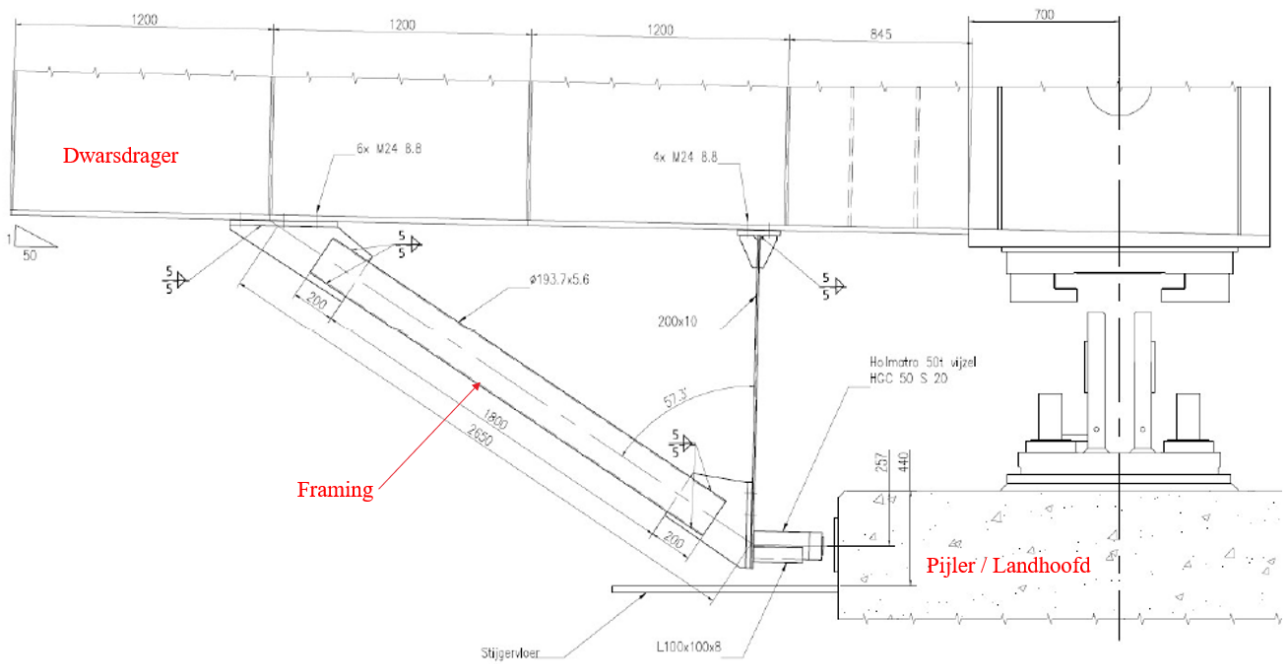 1200
1200
1200
845
700
Dwarsdrager
6x M24 8.8
4x M24 8.8
1
50
5
5
5
5
5
5
200
Ø193.7x5.6
200x10
Holmatro 50t vijzel
HGC 50 S 20
57.3°
1800
2650
5
5
257
440
Framing
200
Pijler / Landhoofd
Stijgervloer
L100x100x8